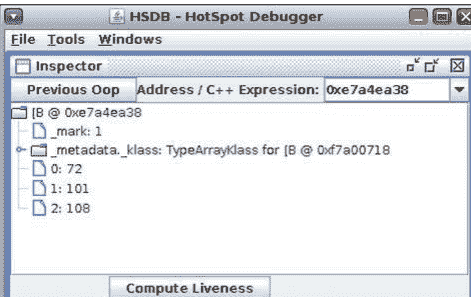 HSDB - HotSpot Debugger
File Tools Windows
Inspector
Previous Oop Address / C++ Expression: 0xe7a4ea38
[B @ 0xe7a4ea38
_mark: 1
_metadata._klass: TypeArrayKlass for [B @ 0xf7a00718
0: 72
1: 101
2: 108
Compute Liveness